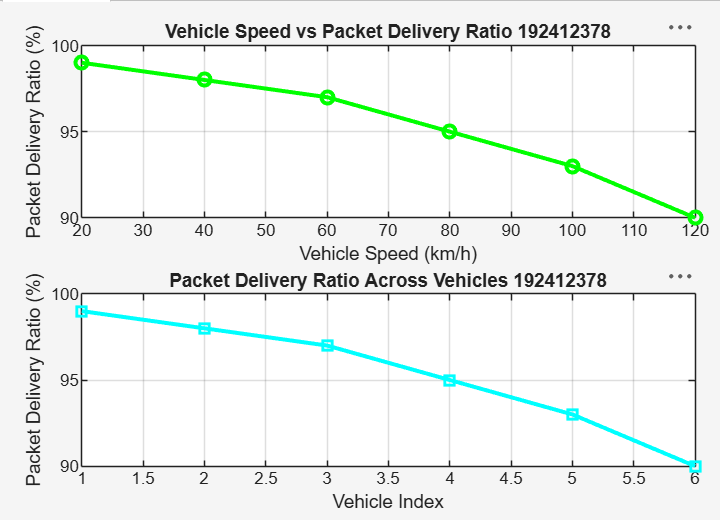 Vehicle Speed vs Packet Delivery Ratio 192412378
Packet Delivery Ratio (%)
100
95
90
20 30 40 50 60 70 80 90 100 110 120
Vehicle Speed (km/h)
Packet Delivery Ratio Across Vehicles 192412378
Packet Delivery Ratio (%)
100
95
90
1 1.5 2 2.5 3 3.5 4 4.5 5 5.5 6
Vehicle Index